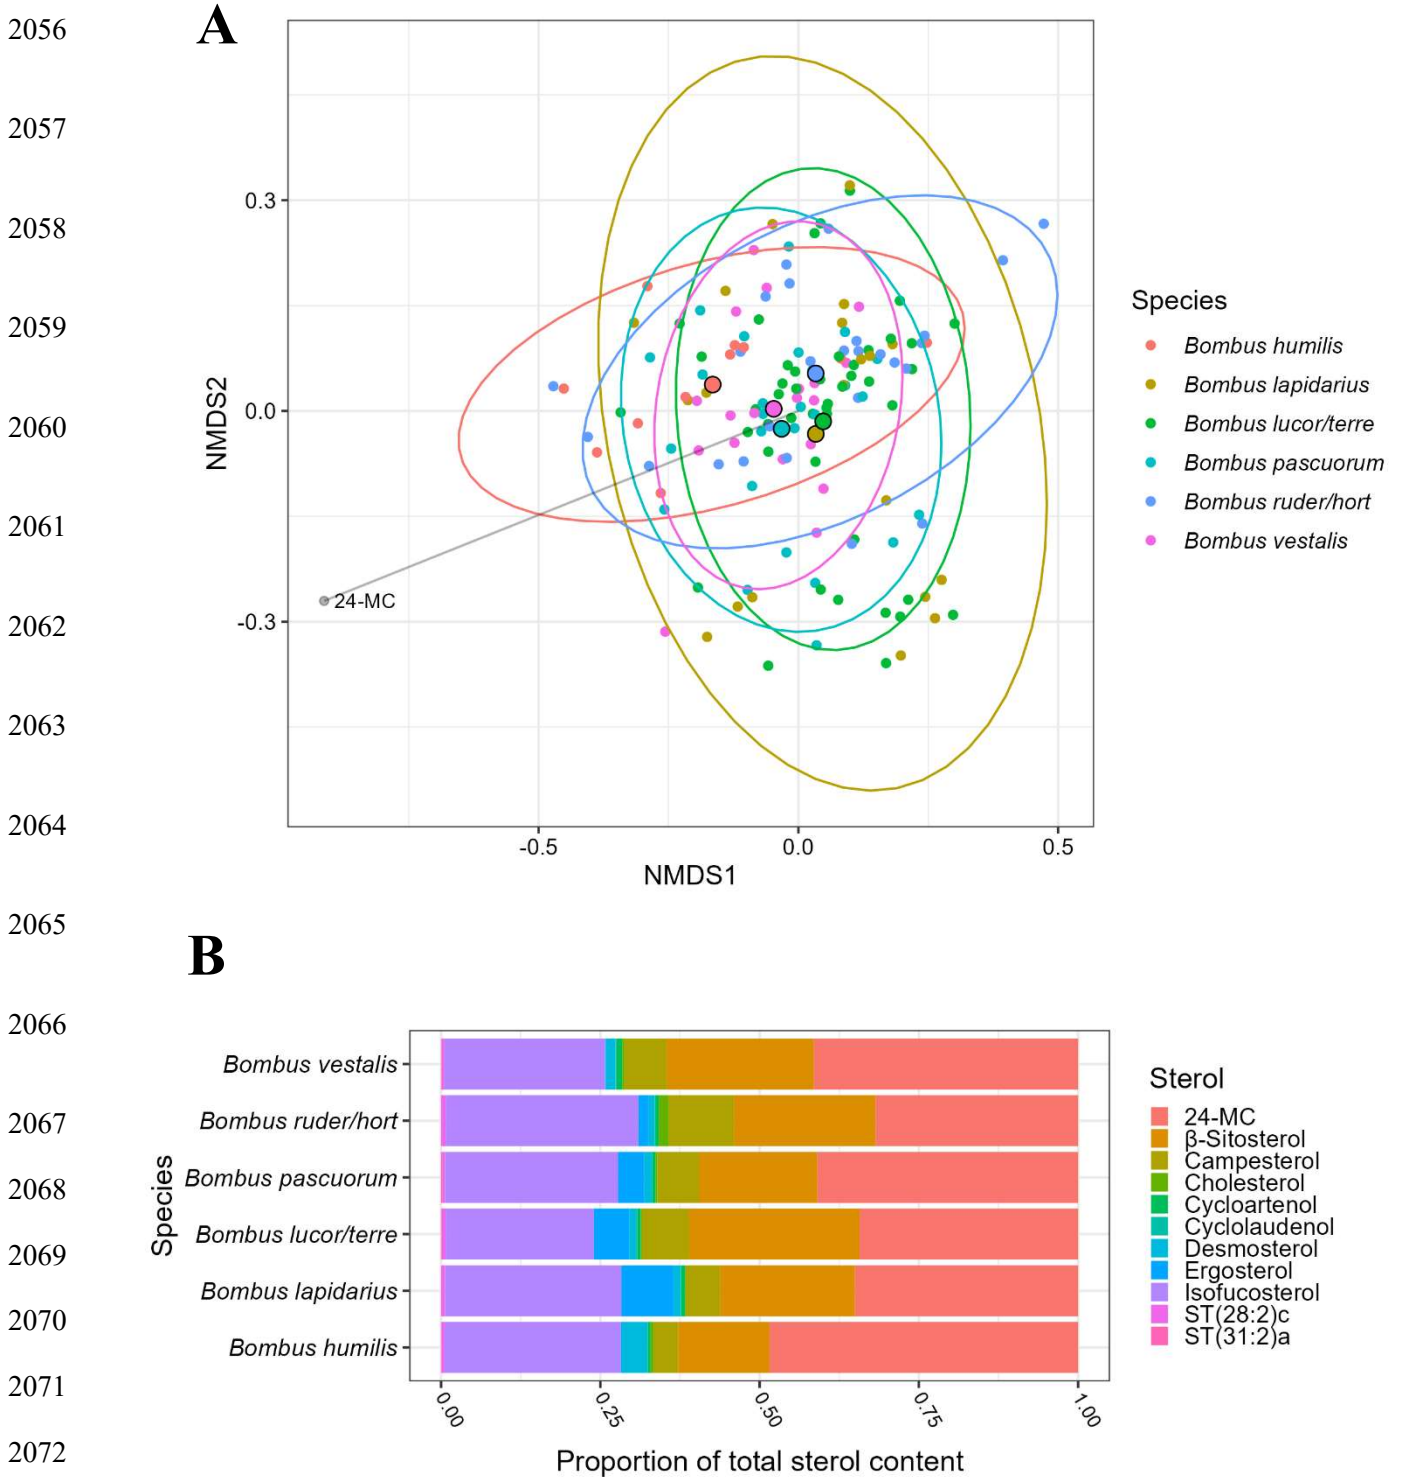 2056
A
2057
0.3
2058
2059
2060
0.0
2061
2062
-0.3
2063
2064
NMDS2
24-MC
-0.5
0.0
0.5
NMDS1
Species
Bombus humilis
Bombus lapidarius
Bombus lucor/terre
Bombus pascuorum
Bombus ruder/hort
Bombus vestalis
2065
B
2066
2067
2068
2069
2070
2071
2072
Species
Bombus vestalis
Bombus ruder/hort
Bombus pascuorum
Bombus lucor/terre
Bombus lapidarius
Bombus humilis
0.00
0.25
0.50
0.75
1.00
Proportion of total sterol content
Sterol
24-MC
β-Sitosterol
Campesterol
Cholesterol
Cycloartenol
Cyclolaudenol
Desmosterol
Ergosterol
Isofucosterol
ST(28:2)c
ST(31:2)a